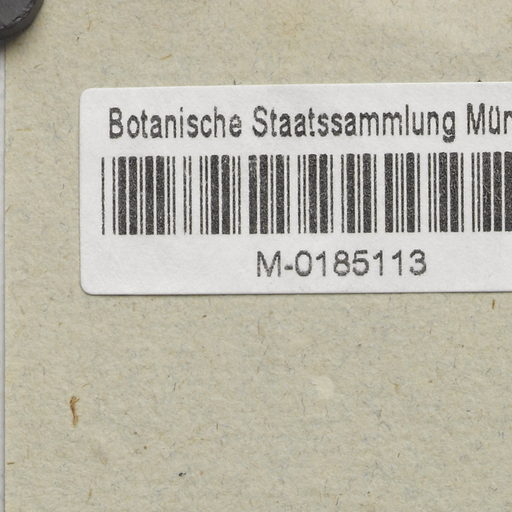 Botanische Staatssammlung Mün
M-0185113